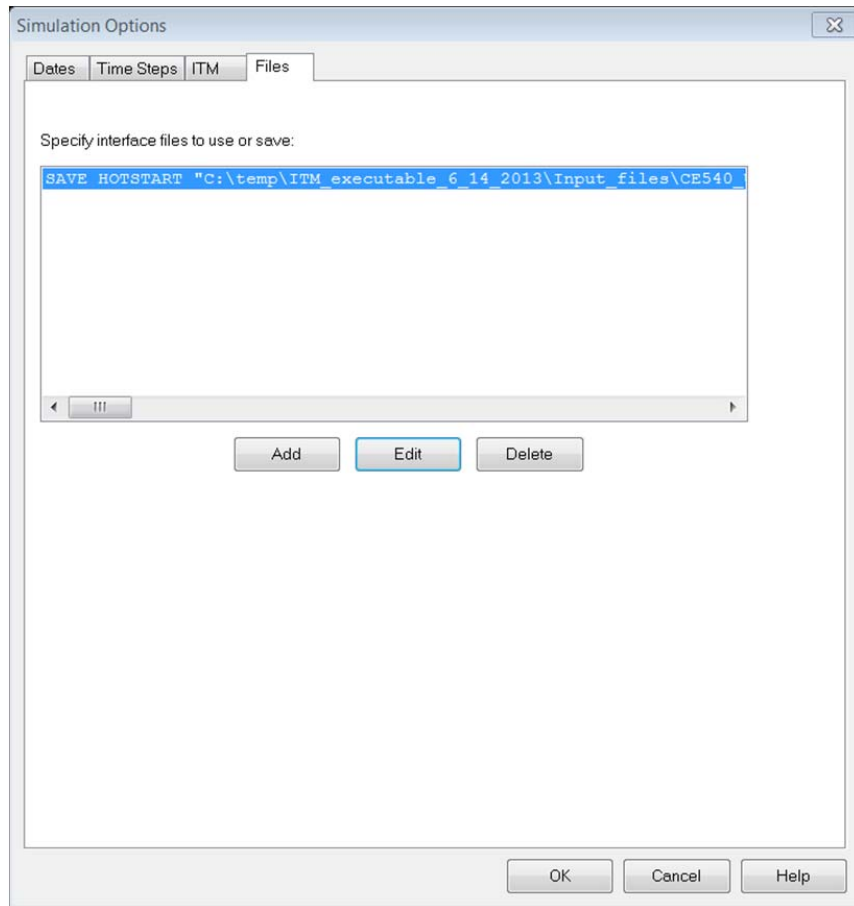 Simulation Options
Dates Time Steps ITM Files
Specify interface files to use or save:
SAVE HOTSTART "C:\temp\ITM_executable_6_14_2013\Input_files\CE540_
Add Edit Delete
OK Cancel Help